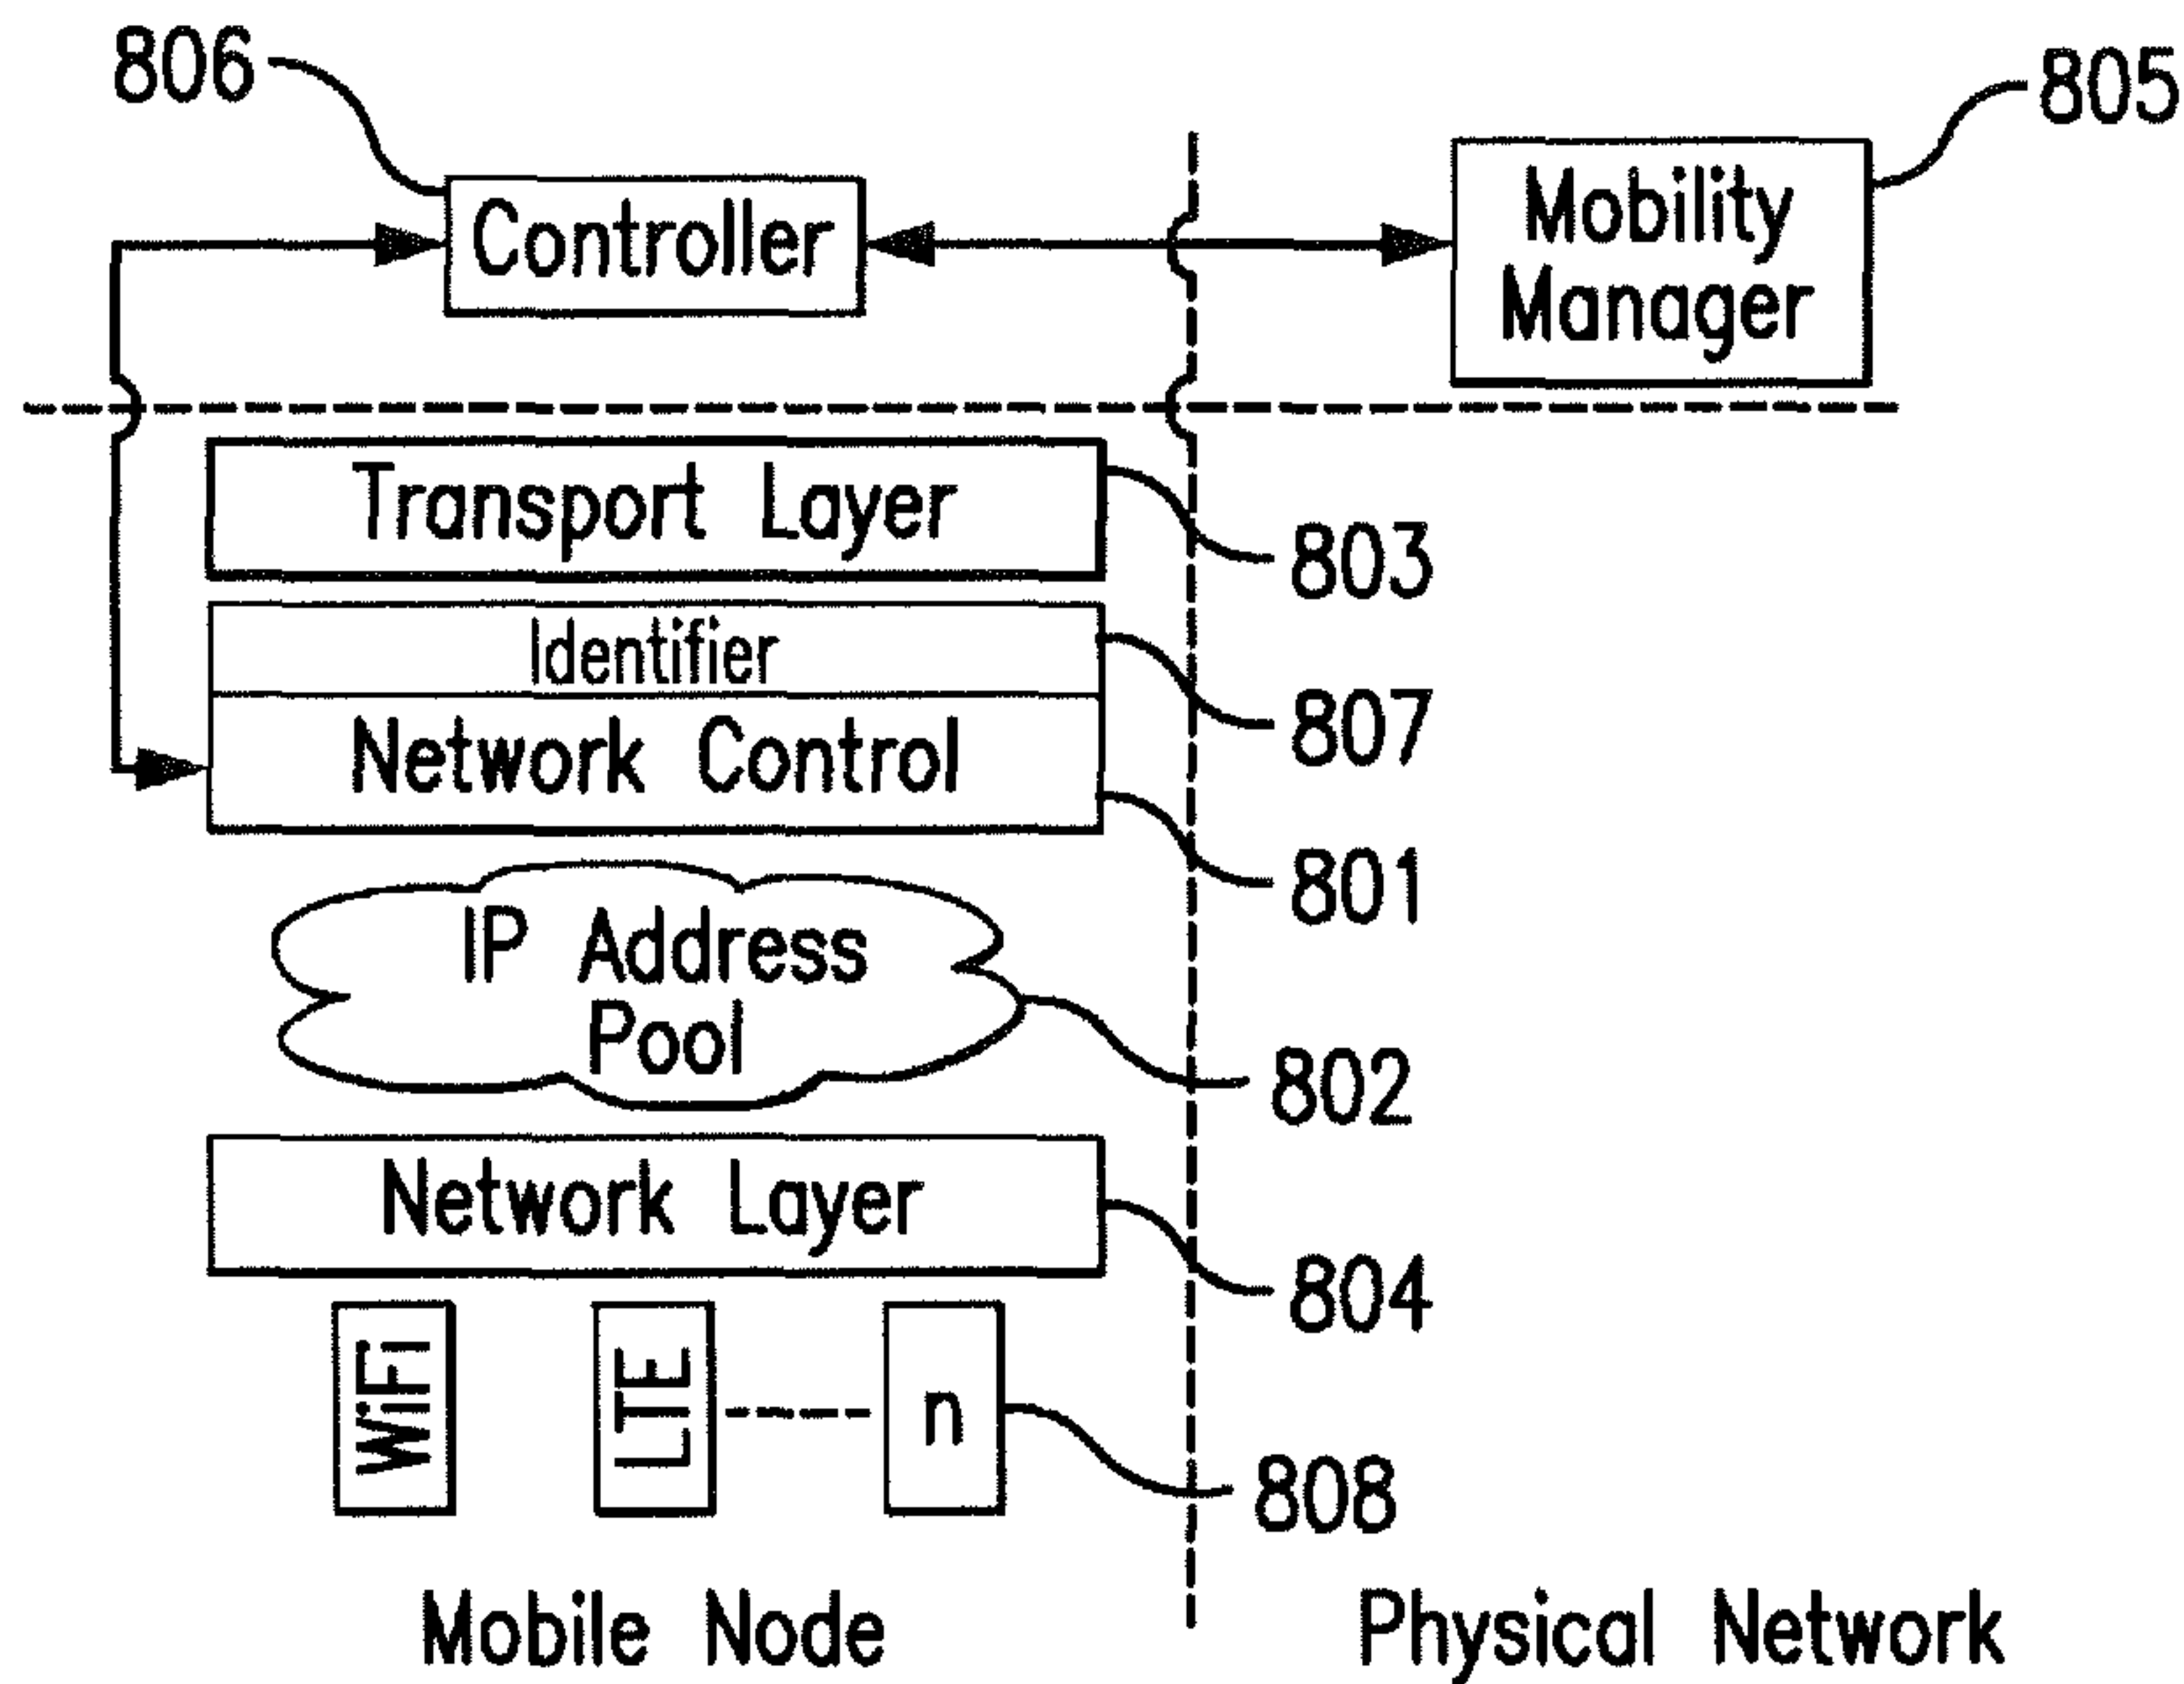 806
805
Controller
Mobility
Manager
Transport Layer
803
Identifier
807
Network Control
801
IP Address
Pool
802
Network Layer
804
WiFi
LTE
n
808
Mobile Node
Physical Network